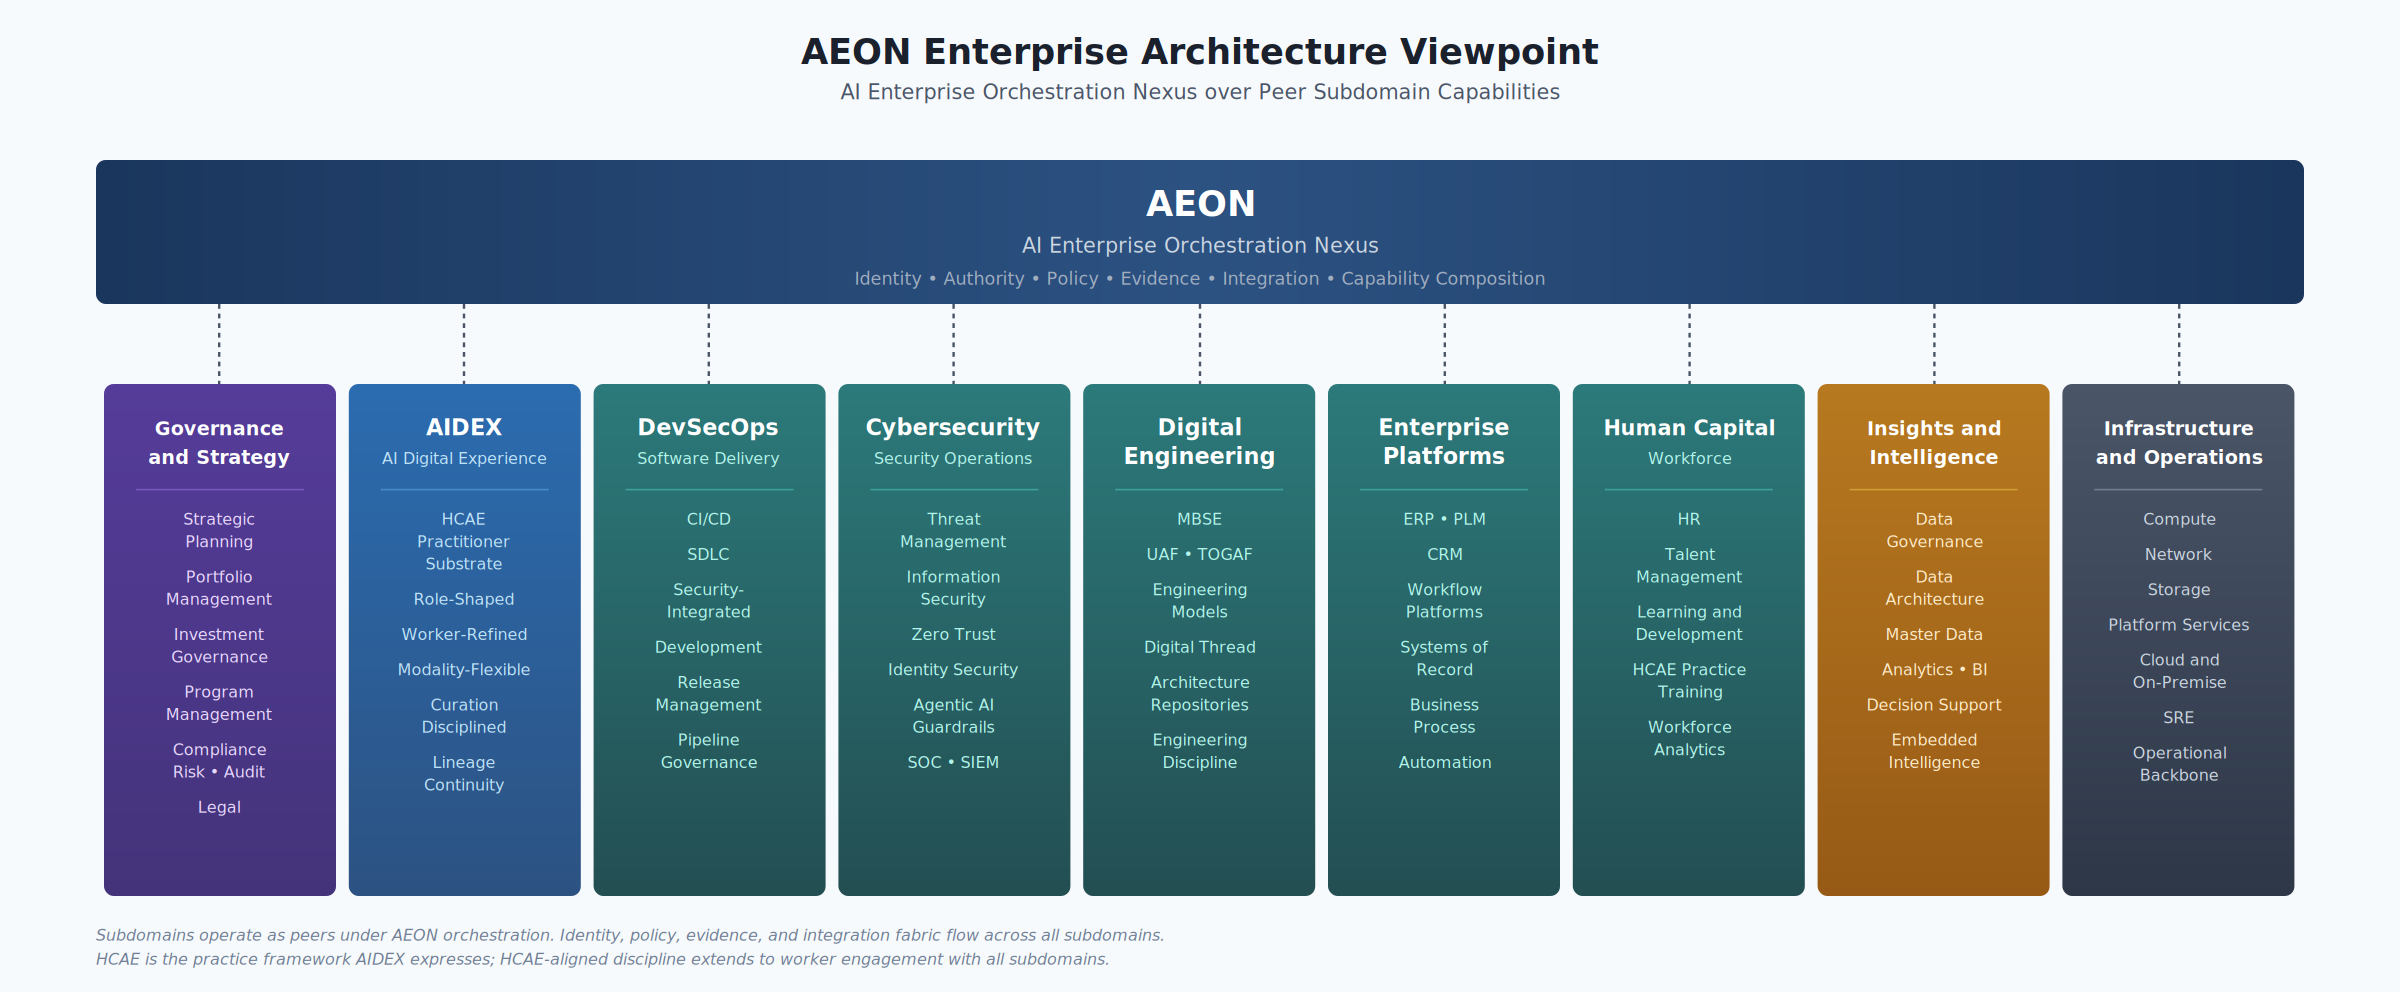 AEON Enterprise Architecture Viewpoint
AI Enterprise Orchestration Nexus over Peer Subdomain Capabilities
AEON
AI Enterprise Orchestration Nexus
Identity • Authority • Policy • Evidence • Integration • Capability Composition
Governance
and Strategy
Strategic
Planning
Portfolio
Management
Investment
Governance
Program
Management
Compliance
Risk • Audit
Legal
AIDEX
AI Digital Experience
HCAE
Practitioner
Substrate
Role-Shaped
Worker-Refined
Modality-Flexible
Curation
Disciplined
Lineage
Continuity
DevSecOps
Software Delivery
CI/CD
SDLC
Security-
Integrated
Development
Release
Management
Pipeline
Governance
Cybersecurity
Security Operations
Threat
Management
Information
Security
Zero Trust
Identity Security
Agentic AI
Guardrails
SOC • SIEM
Digital
Engineering
MBSE
UAF • TOGAF
Engineering
Models
Digital Thread
Architecture
Repositories
Engineering
Discipline
Enterprise
Platforms
ERP • PLM
CRM
Workflow
Platforms
Systems of
Record
Business
Process
Automation
Human Capital
Workforce
HR
Talent
Management
Learning and
Development
HCAE Practice
Training
Workforce
Analytics
Insights and
Intelligence
Data
Governance
Data
Architecture
Master Data
Analytics • BI
Decision Support
Embedded
Intelligence
Infrastructure
and Operations
Compute
Network
Storage
Platform Services
Cloud and
On-Premise
SRE
Operational
Backbone
Subdomains operate as peers under AEON orchestration. Identity, policy, evidence, and integration fabric flow across all subdomains.
HCAE is the practice framework AIDEX expresses; HCAE-aligned discipline extends to worker engagement with all subdomains.